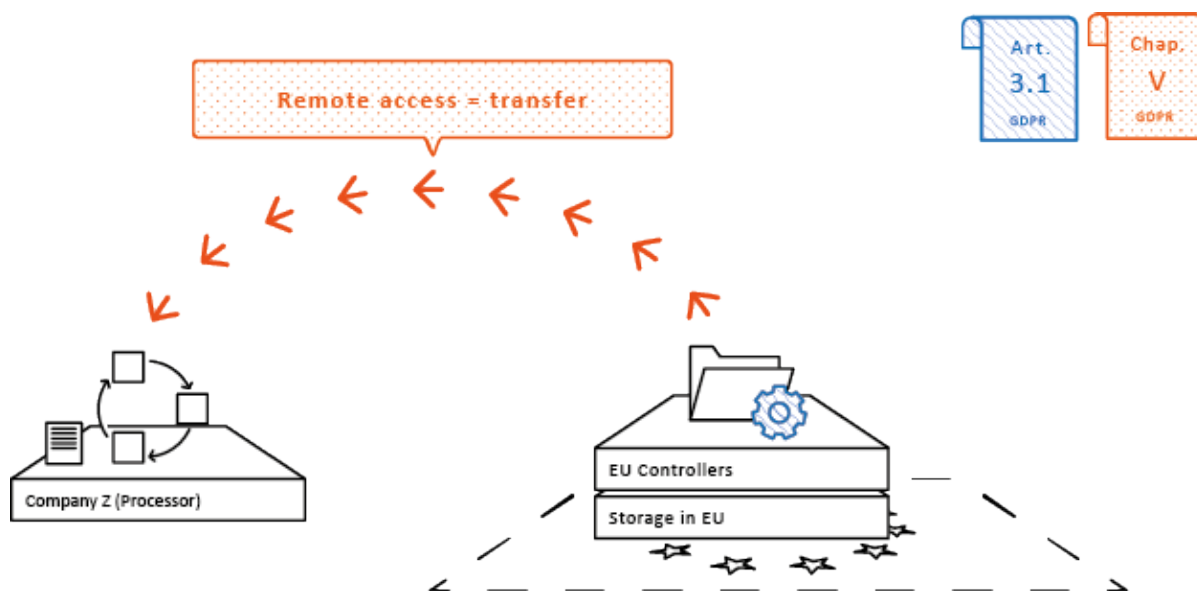 Art.
3.1
GDPR
Chap.
V
GDPR
Remote access = transfer
Company Z (Processor)
EU Controllers
Storage in EU